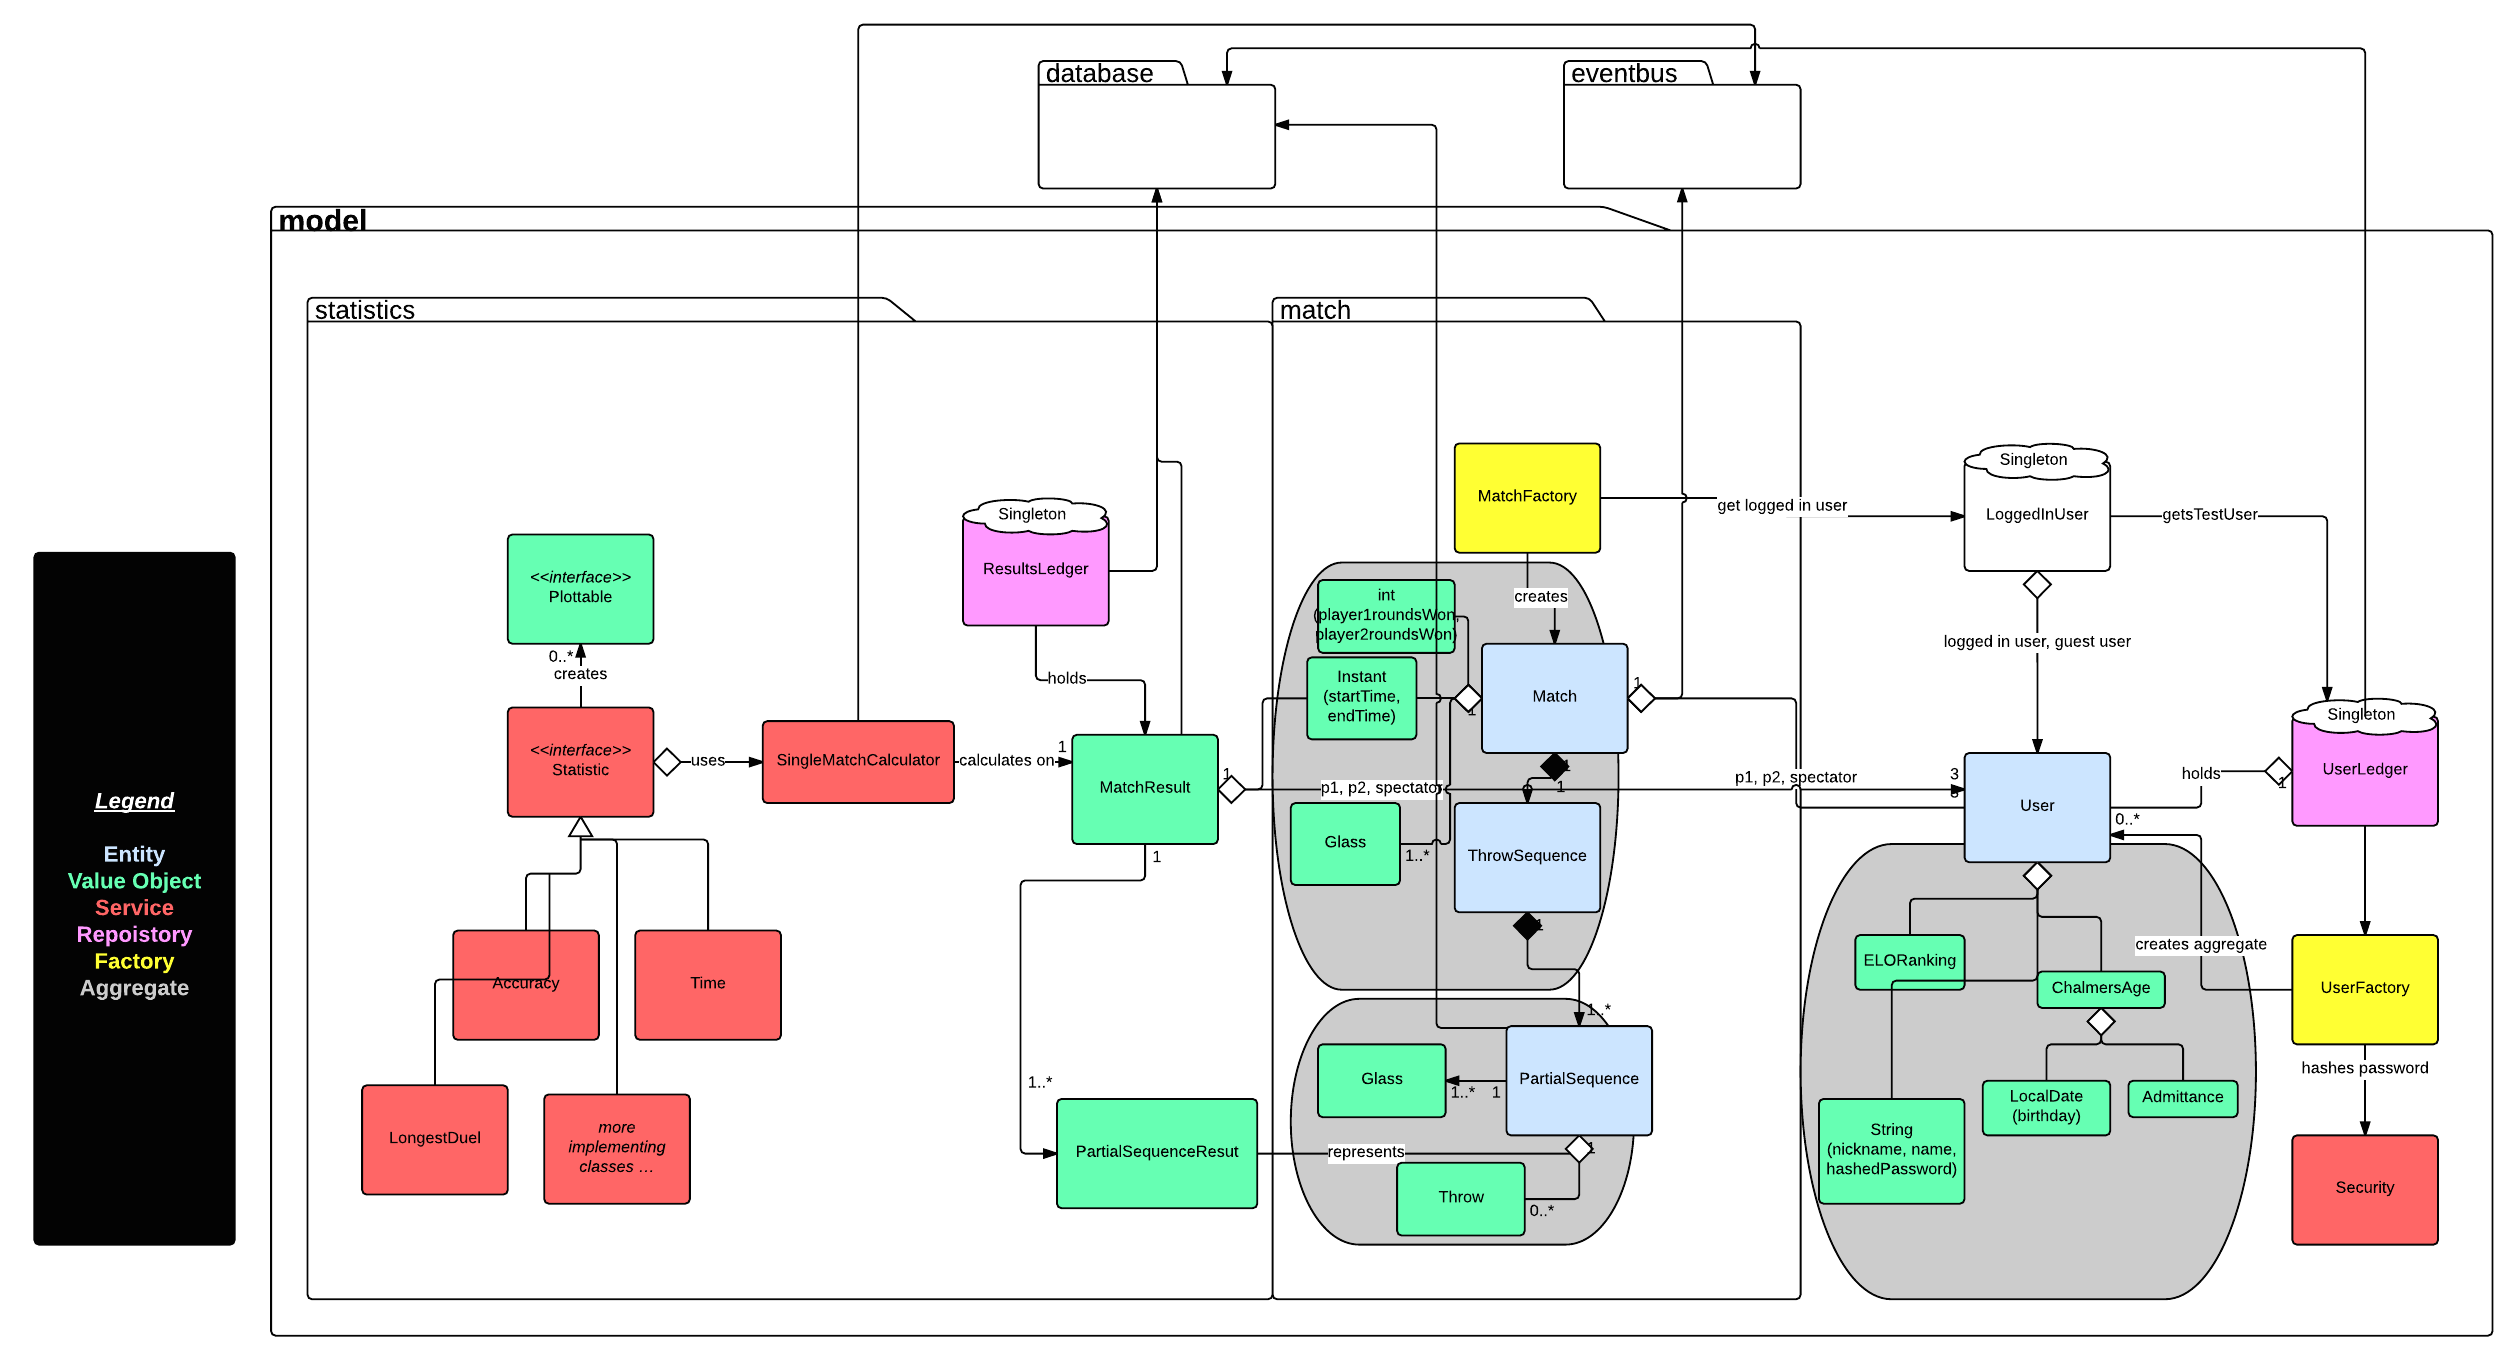 database
eventbus
model
statistics
match
Legend
Entity
Value Object
Service
Repoistory
Factory
Aggregate
<<interface>>
Plottable
0..*
creates
<<interface>>
Statistic
uses
SingleMatchCalculator
calculates on
1
Accuracy
Time
LongestDuel
more
implementing
classes ...
Singleton
ResultsLedger
holds
MatchResult
1
1
1..*
PartialSequenceResut
represents
MatchFactory
get logged in user
creates
int
(player1roundsWon,
player2roundsWon)
Instant
(startTime,
endTime)
1
Match
1
1
1
p1, p2, spectator
p1, p2, spectator
3
3
Glass
1..*
ThrowSequence
1
1..*
Glass
1..*
1
PartialSequence
1
Throw
0..*
Singleton
LoggedInUser
getsTestUser
logged in user, guest user
User
holds
1
0..*
Singleton
UserLedger
creates aggregate
UserFactory
hashes password
Security
ELORanking
ChalmersAge
LocalDate
(birthday)
Admittance
String
(nickname, name,
hashedPassword)